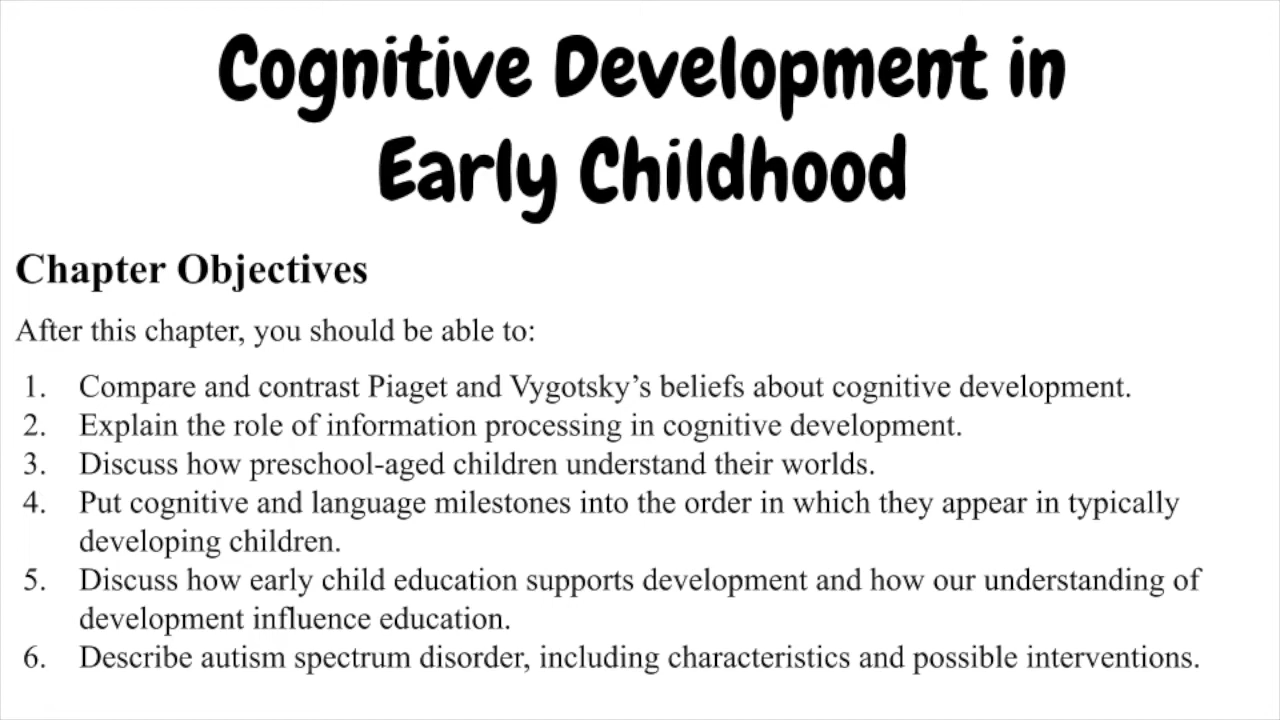 Cognitive Development in
Early Childhood
Chapter Objectives
After this chapter, you should be able to:
1. Compare and contrast Piaget and Vygotsky’s beliefs about cognitive development.
2. Explain the role of information processing in cognitive development.
3. Discuss how preschool-aged children understand their worlds.
4. Put cognitive and language milestones into the order in which they appear in typically
developing children.
5. Discuss how early child education supports development and how our understanding of
development influence education.
6. Describe autism spectrum disorder, including characteristics and possible interventions.